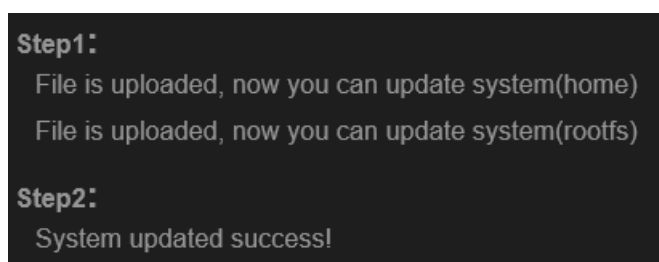 Step1:
File is uploaded, now you can update system(home)
File is uploaded, now you can update system(rootfs)
Step2:
System updated success!